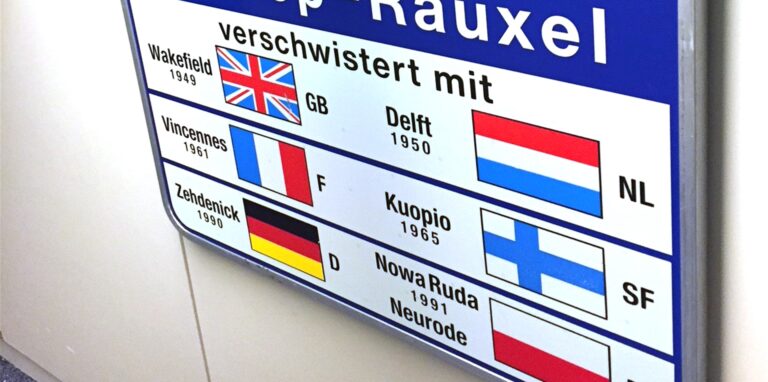 Rauxel
verschwistert mit
Wakefield
1949
GB
Delft
1950
NL
Vincennes
1961
F
Kuopio
1965
SF
Zehdenick
1990
D
Nowa Ruda
1991
Neurode